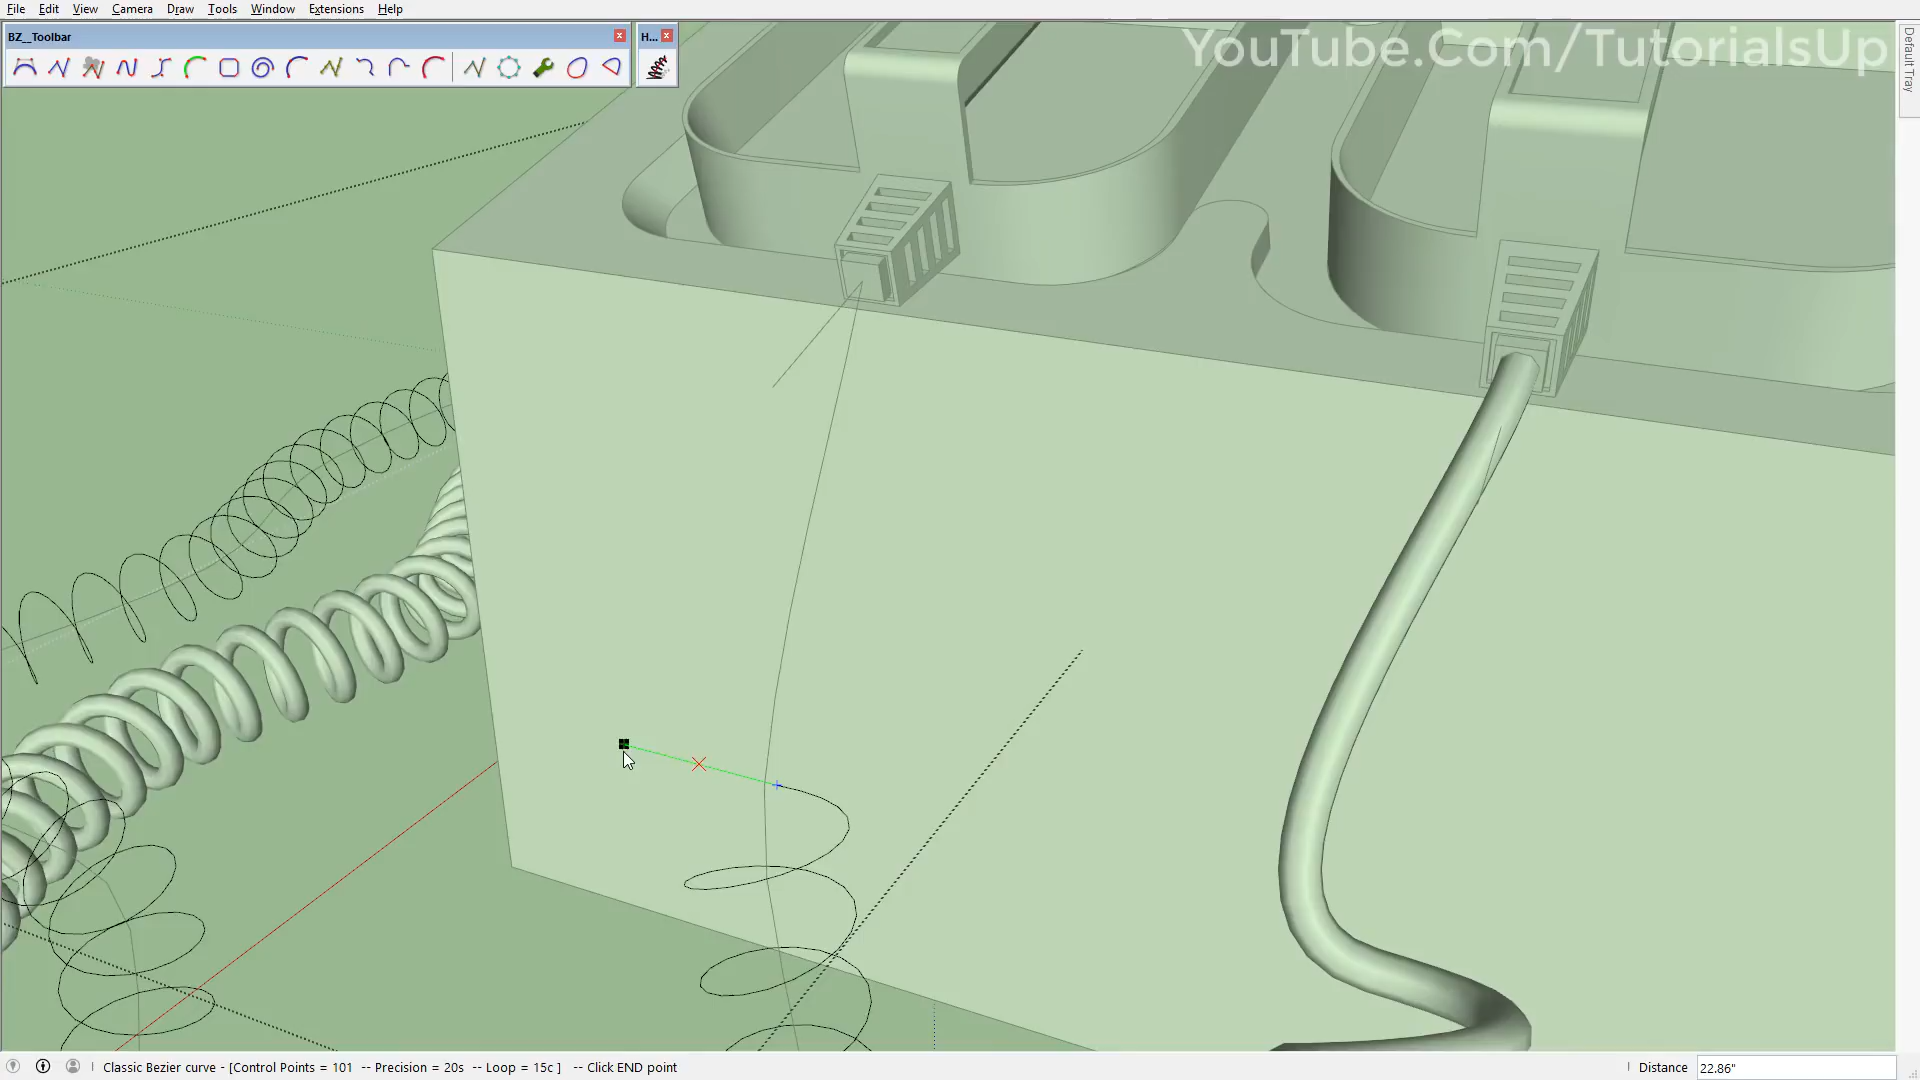 File Edit View Camera Draw Tools Window Extensions Help
BZ__Toolbar
H...
YouTube.Com/TutorialsUp
Default Tray
Classic Bezier curve - [Control Points = 101 -- Precision = 20s -- Loop = 15c ] -- Click END point
Distance 22.86"